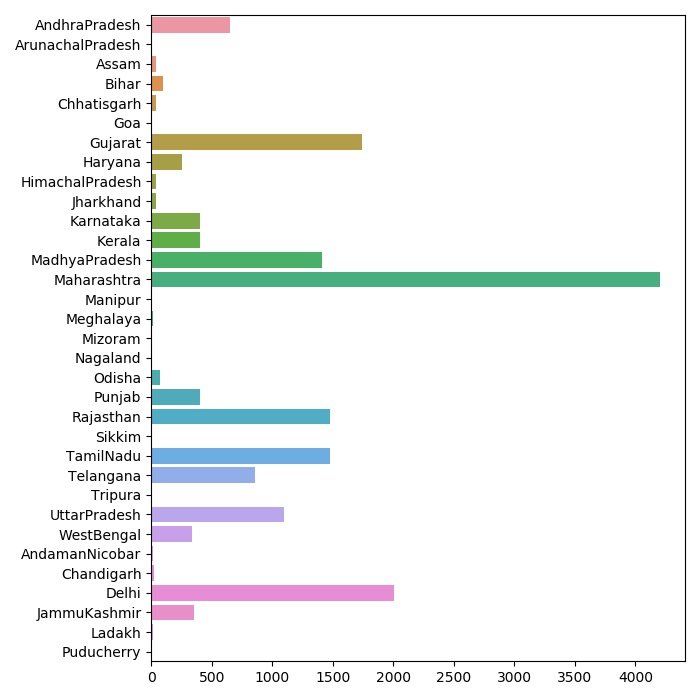 AndhraPradesh
ArunachalPradesh
Assam
Bihar
Chhatisgarh
Goa
Gujarat
Haryana
HimachalPradesh
Jharkhand
Karnataka
Kerala
MadhyaPradesh
Maharashtra
Manipur
Meghalaya
Mizoram
Nagaland
Odisha
Punjab
Rajasthan
Sikkim
TamilNadu
Telangana
Tripura
UttarPradesh
WestBengal
AndamanNicobar
Chandigarh
Delhi
JammuKashmir
Ladakh
Puducherry
0 500 1000 1500 2000 2500 3000 3500 4000